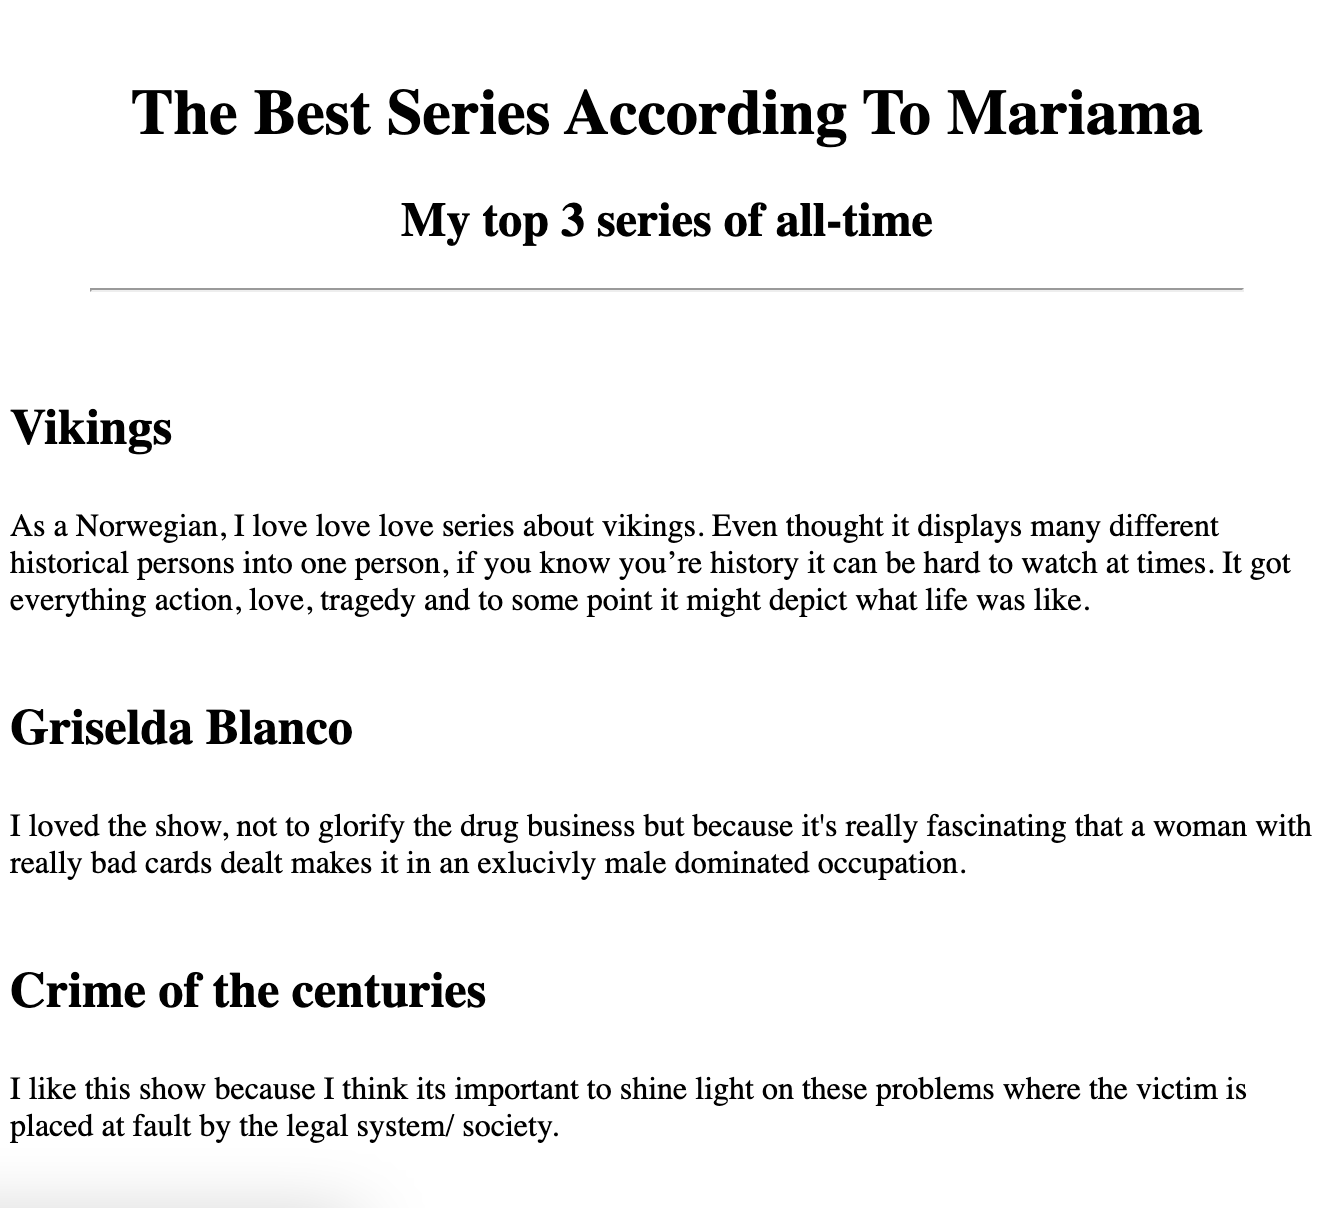 The Best Series According To Mariama
My top 3 series of all-time
Vikings
As a Norwegian, I love love love series about vikings. Even thought it displays many different
historical persons into one person, if you know you’re history it can be hard to watch at times. It got
everything action, love, tragedy and to some point it might depict what life was like.
Griselda Blanco
I loved the show, not to glorify the drug business but because it's really fascinating that a woman with
really bad cards dealt makes it in an exlucivly male dominated occupation.
Crime of the centuries
I like this show because I think its important to shine light on these problems where the victim is
placed at fault by the legal system/ society.